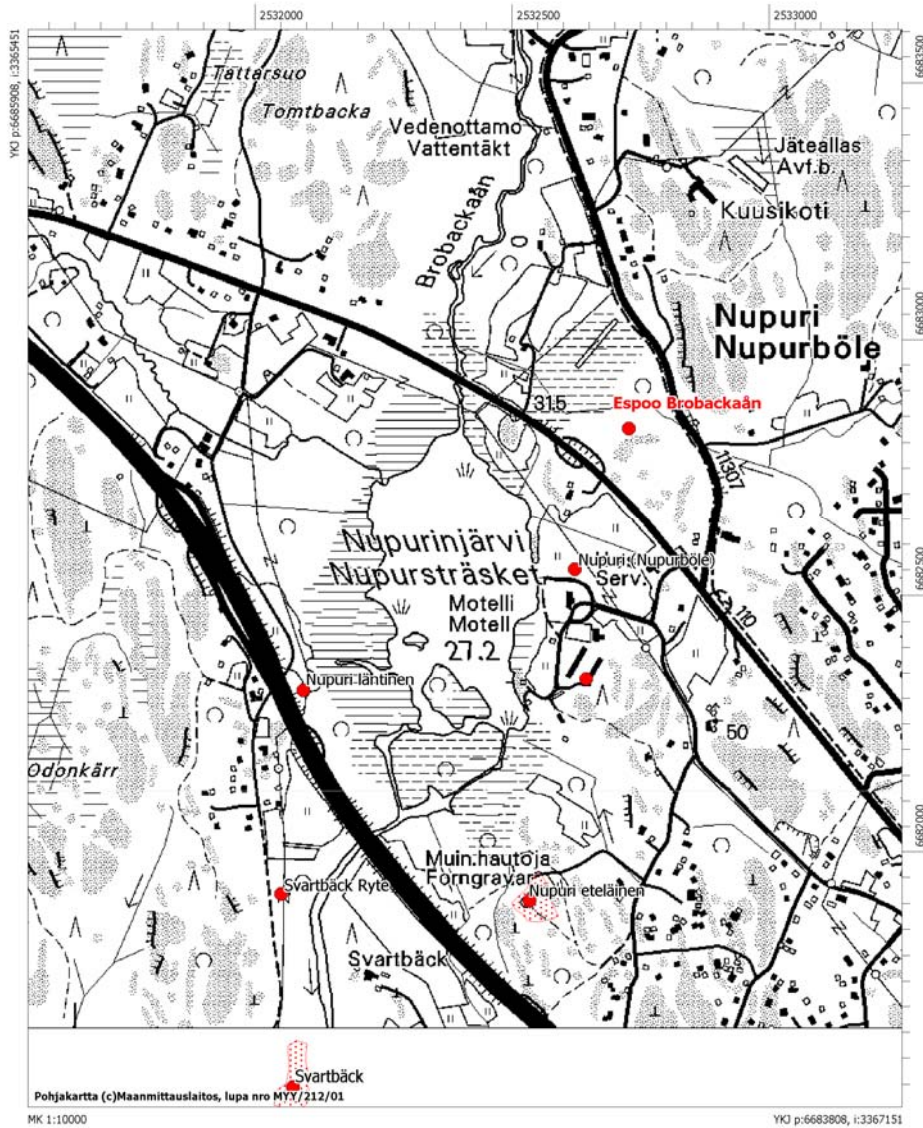 2532000
2532500
2533000
YKJ p:6685908, i:3365451
6683500
Tattarsuo
Tomtbacka
Vedenottamo
Vattentäkt
Jäteallas
Avf.b.
Kuusikoti
Brobackaån
6683000
Nupuri
Nupurböle
315
Espoo Brobackaån
11307
Nupurinjärvi
Nupursträsket
Nupuri (Nupurböle)
Serv.
6682500
Motelli
Motell
27.2
110
Nupuri läntinen
50
Odonkärr
6682000
Muin.hautoja
Forngravar
Svartbäck Ryte
Nupuri eteläinen
Svartbäck
Svartbäck
Pohjakartta (c)Maanmittauslaitos, lupa nro MYY/212/01
MK 1:10000
YKJ p:6683808, i:3367151